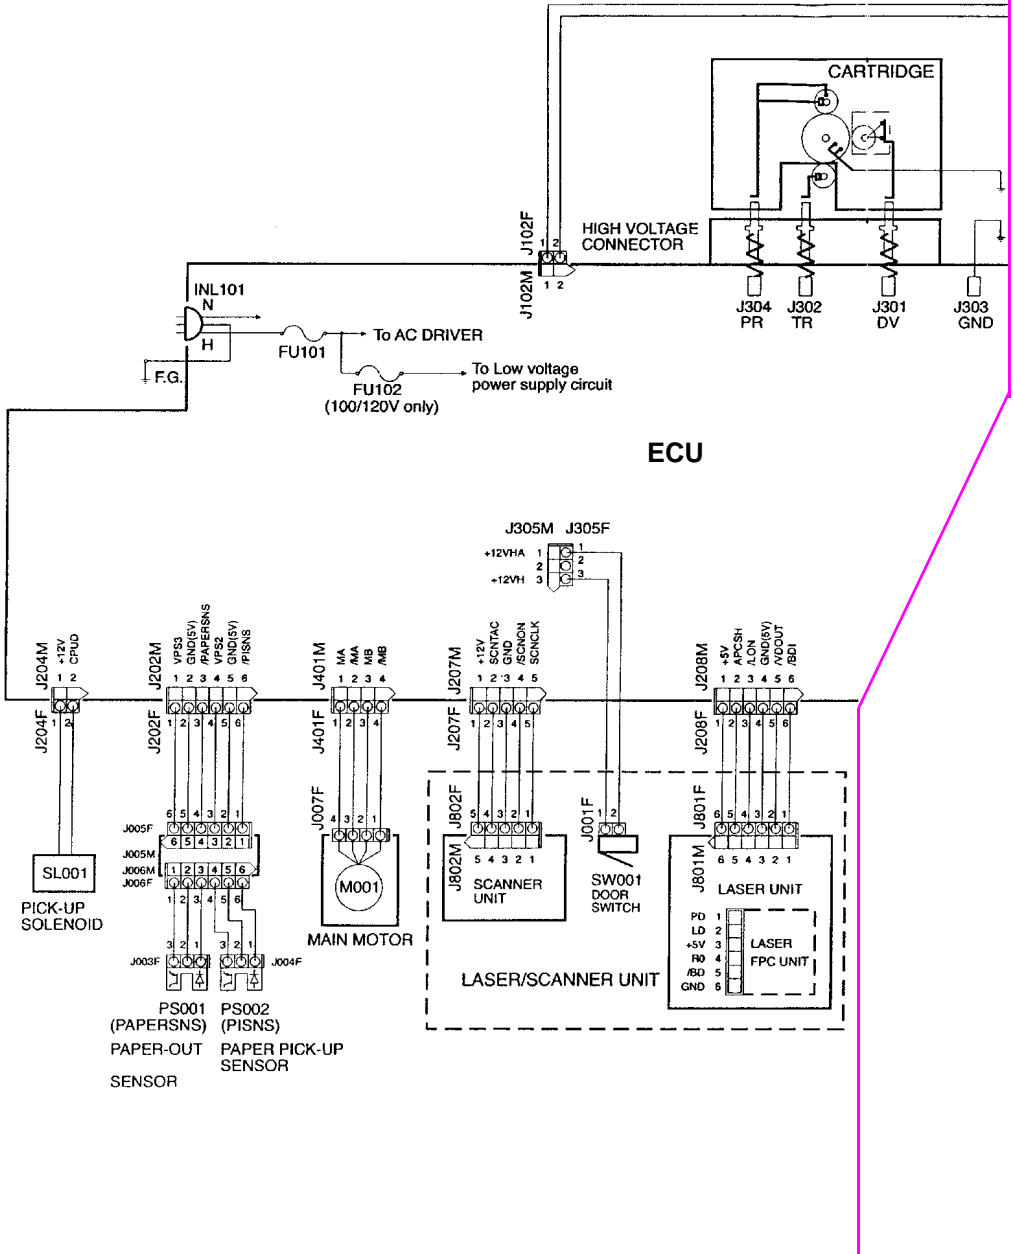 CARTRIDGE
HIGH VOLTAGE
CONNECTOR
J102F
1 2
J102M
1 2
J304
PR
J302
TR
J301
DV
J303
GND
INL101
N
H
F.G.
FU101
To AC DRIVER
FU102
(100/120V only)
To Low voltage
power supply circuit
ECU
J305M J305F
+12VHA 1 1
2 2
+12VH 3 3
J204M
+12V
CPUD
1 2
J204F
1 2
J202M
VPS3
GND(5V)
/PAPERSNS
VPS2
GND(5V)
/PISNS
1 2 3 4 5 6
J202F
1 2 3 4 5 6
J401M
MA
/MA
MB
/MB
1 2 3 4
J401F
1 2 3 4
J207M
+12V
SCNTAC
GND
/SCNON
SCNCLK
1 2 3 4 5
J207F
1 2 3 4 5
J208M
+5V
APCSH
/LON
GND(5V)
/VDOUT
/BDI
1 2 3 4 5 6
J208F
1 2 3 4 5 6
6 5 4 3 2 1
J005F
6 5 4 3 2 1
J005M
J006M 1 2 3 4 5 6
J006F
1 2 3 4 5 6
3 2 1 3 2 1
J003F J004F
PS001
(PAPERSNS)
PAPER-OUT
SENSOR
PS002
(PISNS)
PAPER PICK-UP
SENSOR
SL001
PICK-UP
SOLENOID
J007F
4 3 2 1
M001
MAIN MOTOR
J802F
5 4 3 2 1
J802M
5 4 3 2 1
SCANNER
UNIT
J001F
1 2
SW001
DOOR
SWITCH
J801F
6 5 4 3 2 1
J801M
6 5 4 3 2 1
LASER UNIT
PD 1
LD 2
+5V 3
R0 4
/BD 5
GND 6
LASER
FPC UNIT
LASER/SCANNER UNIT